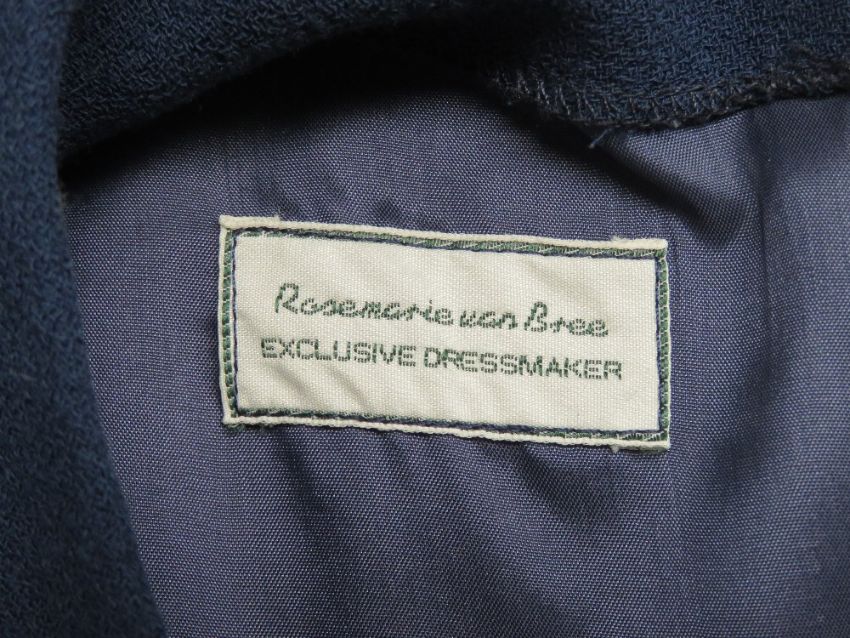 Rosemarie van Bree
EXCLUSIVE DRESSMAKER